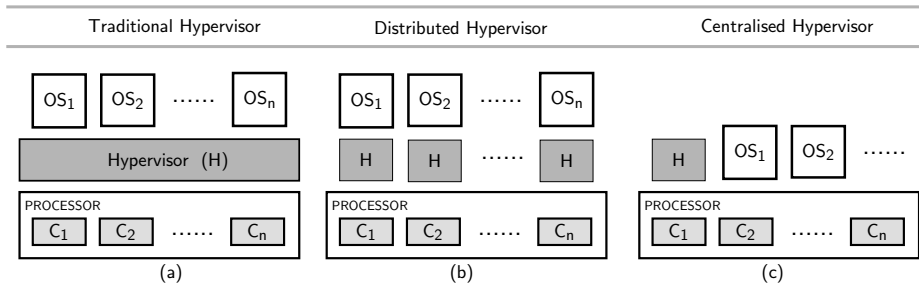 Traditional Hypervisor Distributed Hypervisor Centralised Hypervisor
OS1 OS2 ...... OSn OS1 OS2 ...... OSn
Hypervisor (H) H H ...... H H OS1 OS2 ......
PROCESSOR PROCESSOR PROCESSOR
C1 C2 ...... Cn C1 C2 ...... Cn C1 C2 ...... Cn
(a) (b) (c)